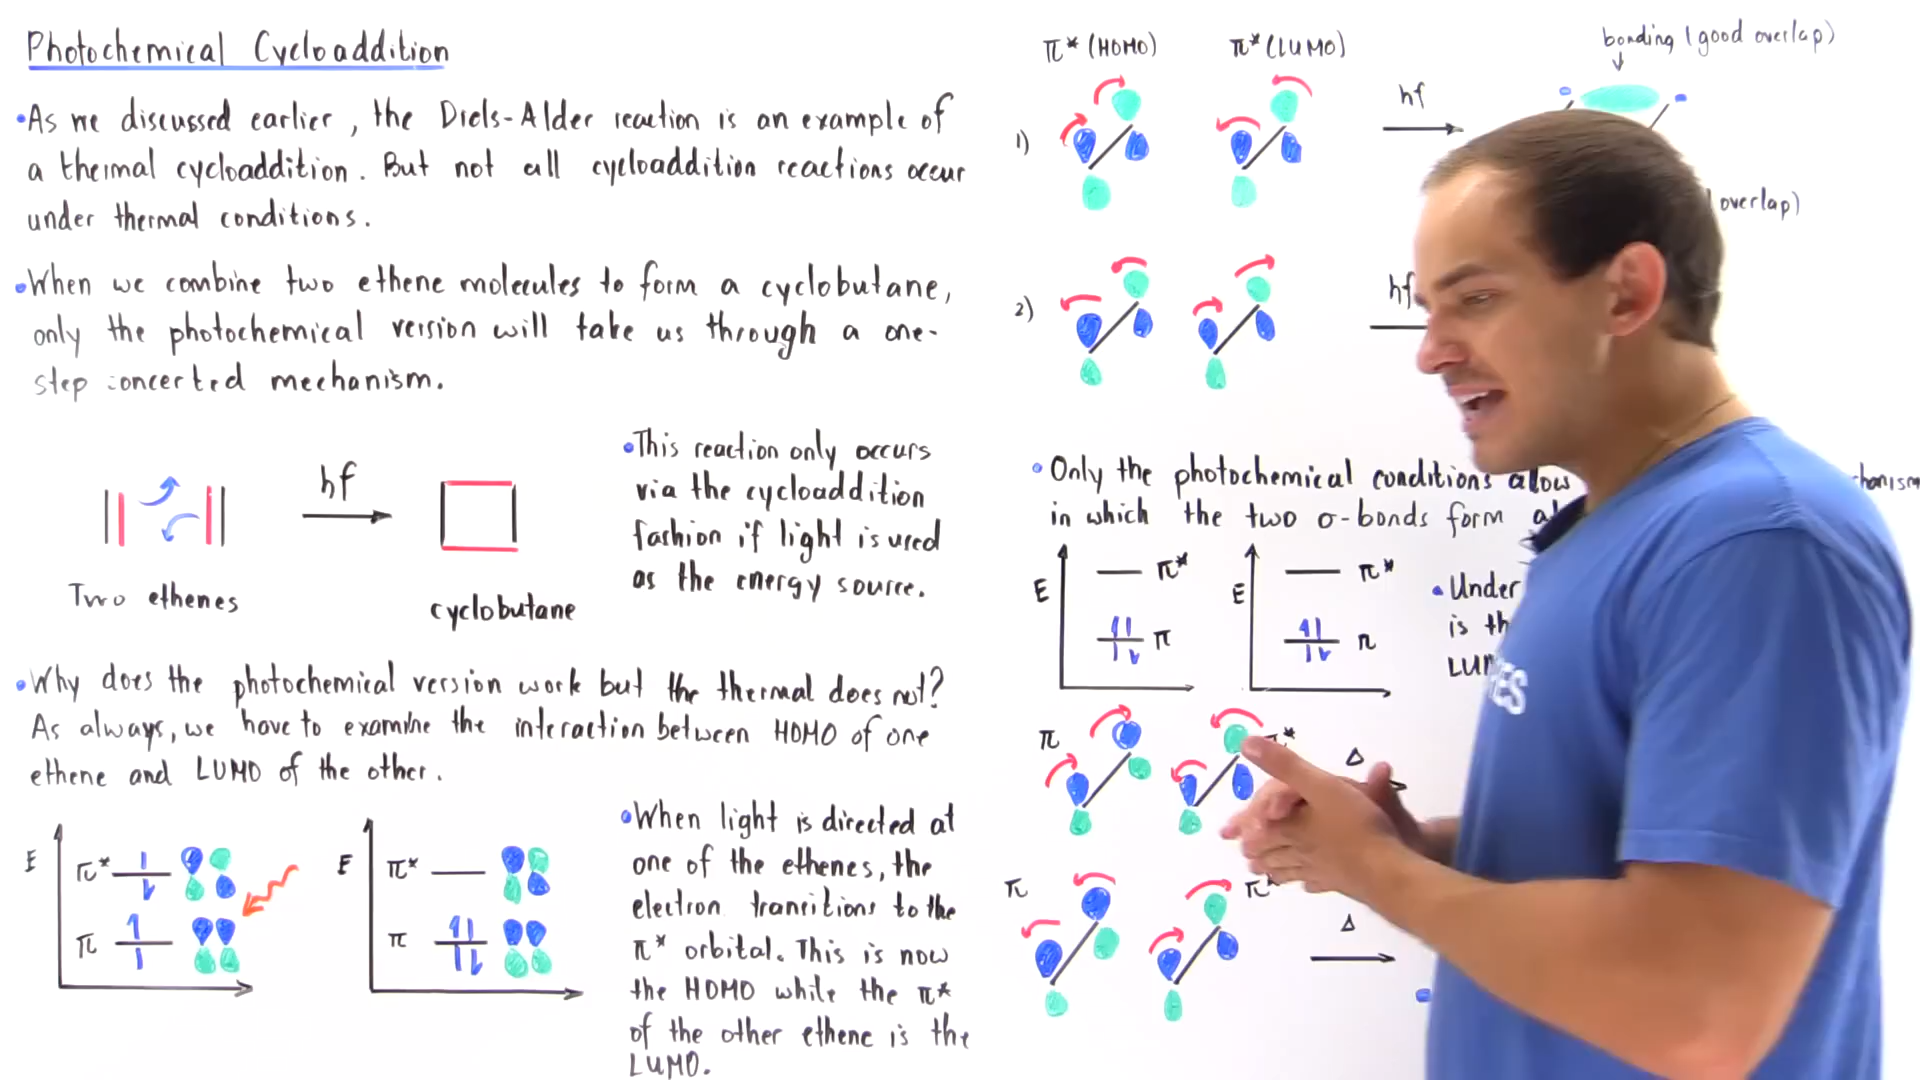 Photochemical Cycloaddition
•As we discussed earlier, the Diels-Alder reaction is an example of
a thermal cycloaddition. But not all cycloaddition reactions occur
under thermal conditions.
•When we combine two ethene molecules to form a cyclobutane,
only the photochemical version will take us through a one-
step concerted mechanism.
hf
Two ethenes
cyclobutane
•This reaction only occurs
via the cycloaddition
fashion if light is used
as the energy source.
•Why does the photochemical version work but the thermal does not?
As always, we have to examine the interaction between HOMO of one
ethene and LUMO of the other.
E
π*
π
E
π*
π
•When light is directed at
one of the ethenes, the
electron transitions to the
π* orbital. This is now
the HOMO while the π*
of the other ethene is the
LUMO.
π* (HOMO)
π* (LUMO)
bonding (good overlap)
1)
hf
overlap)
2)
hf
•Only the photochemical conditions allow
in which the two σ-bonds form
E
π*
π
E
π*
π
•Under
is
π
π*
Δ
π
π*
Δ